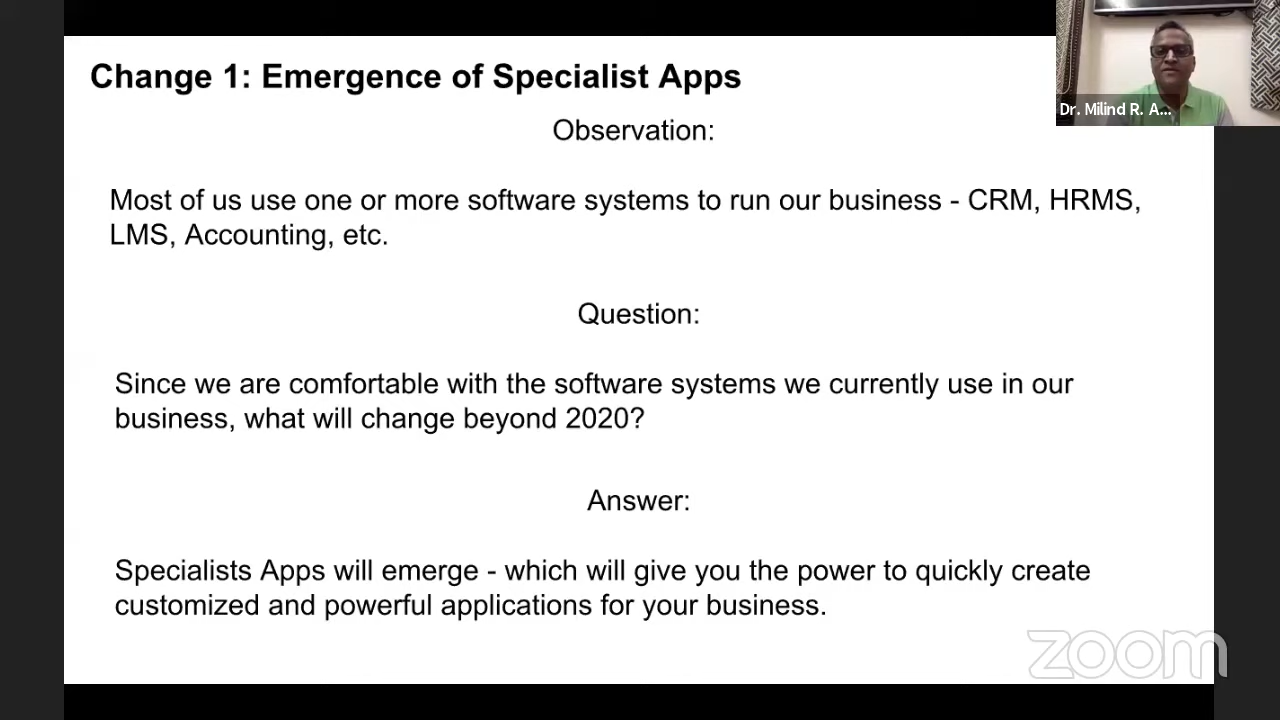 Change 1: Emergence of Specialist Apps
Dr. Milind R. A...
Observation:
Most of us use one or more software systems to run our business - CRM, HRMS,
LMS, Accounting, etc.
Question:
Since we are comfortable with the software systems we currently use in our
business, what will change beyond 2020?
Answer:
Specialists Apps will emerge - which will give you the power to quickly create
customized and powerful applications for your business.
zoom